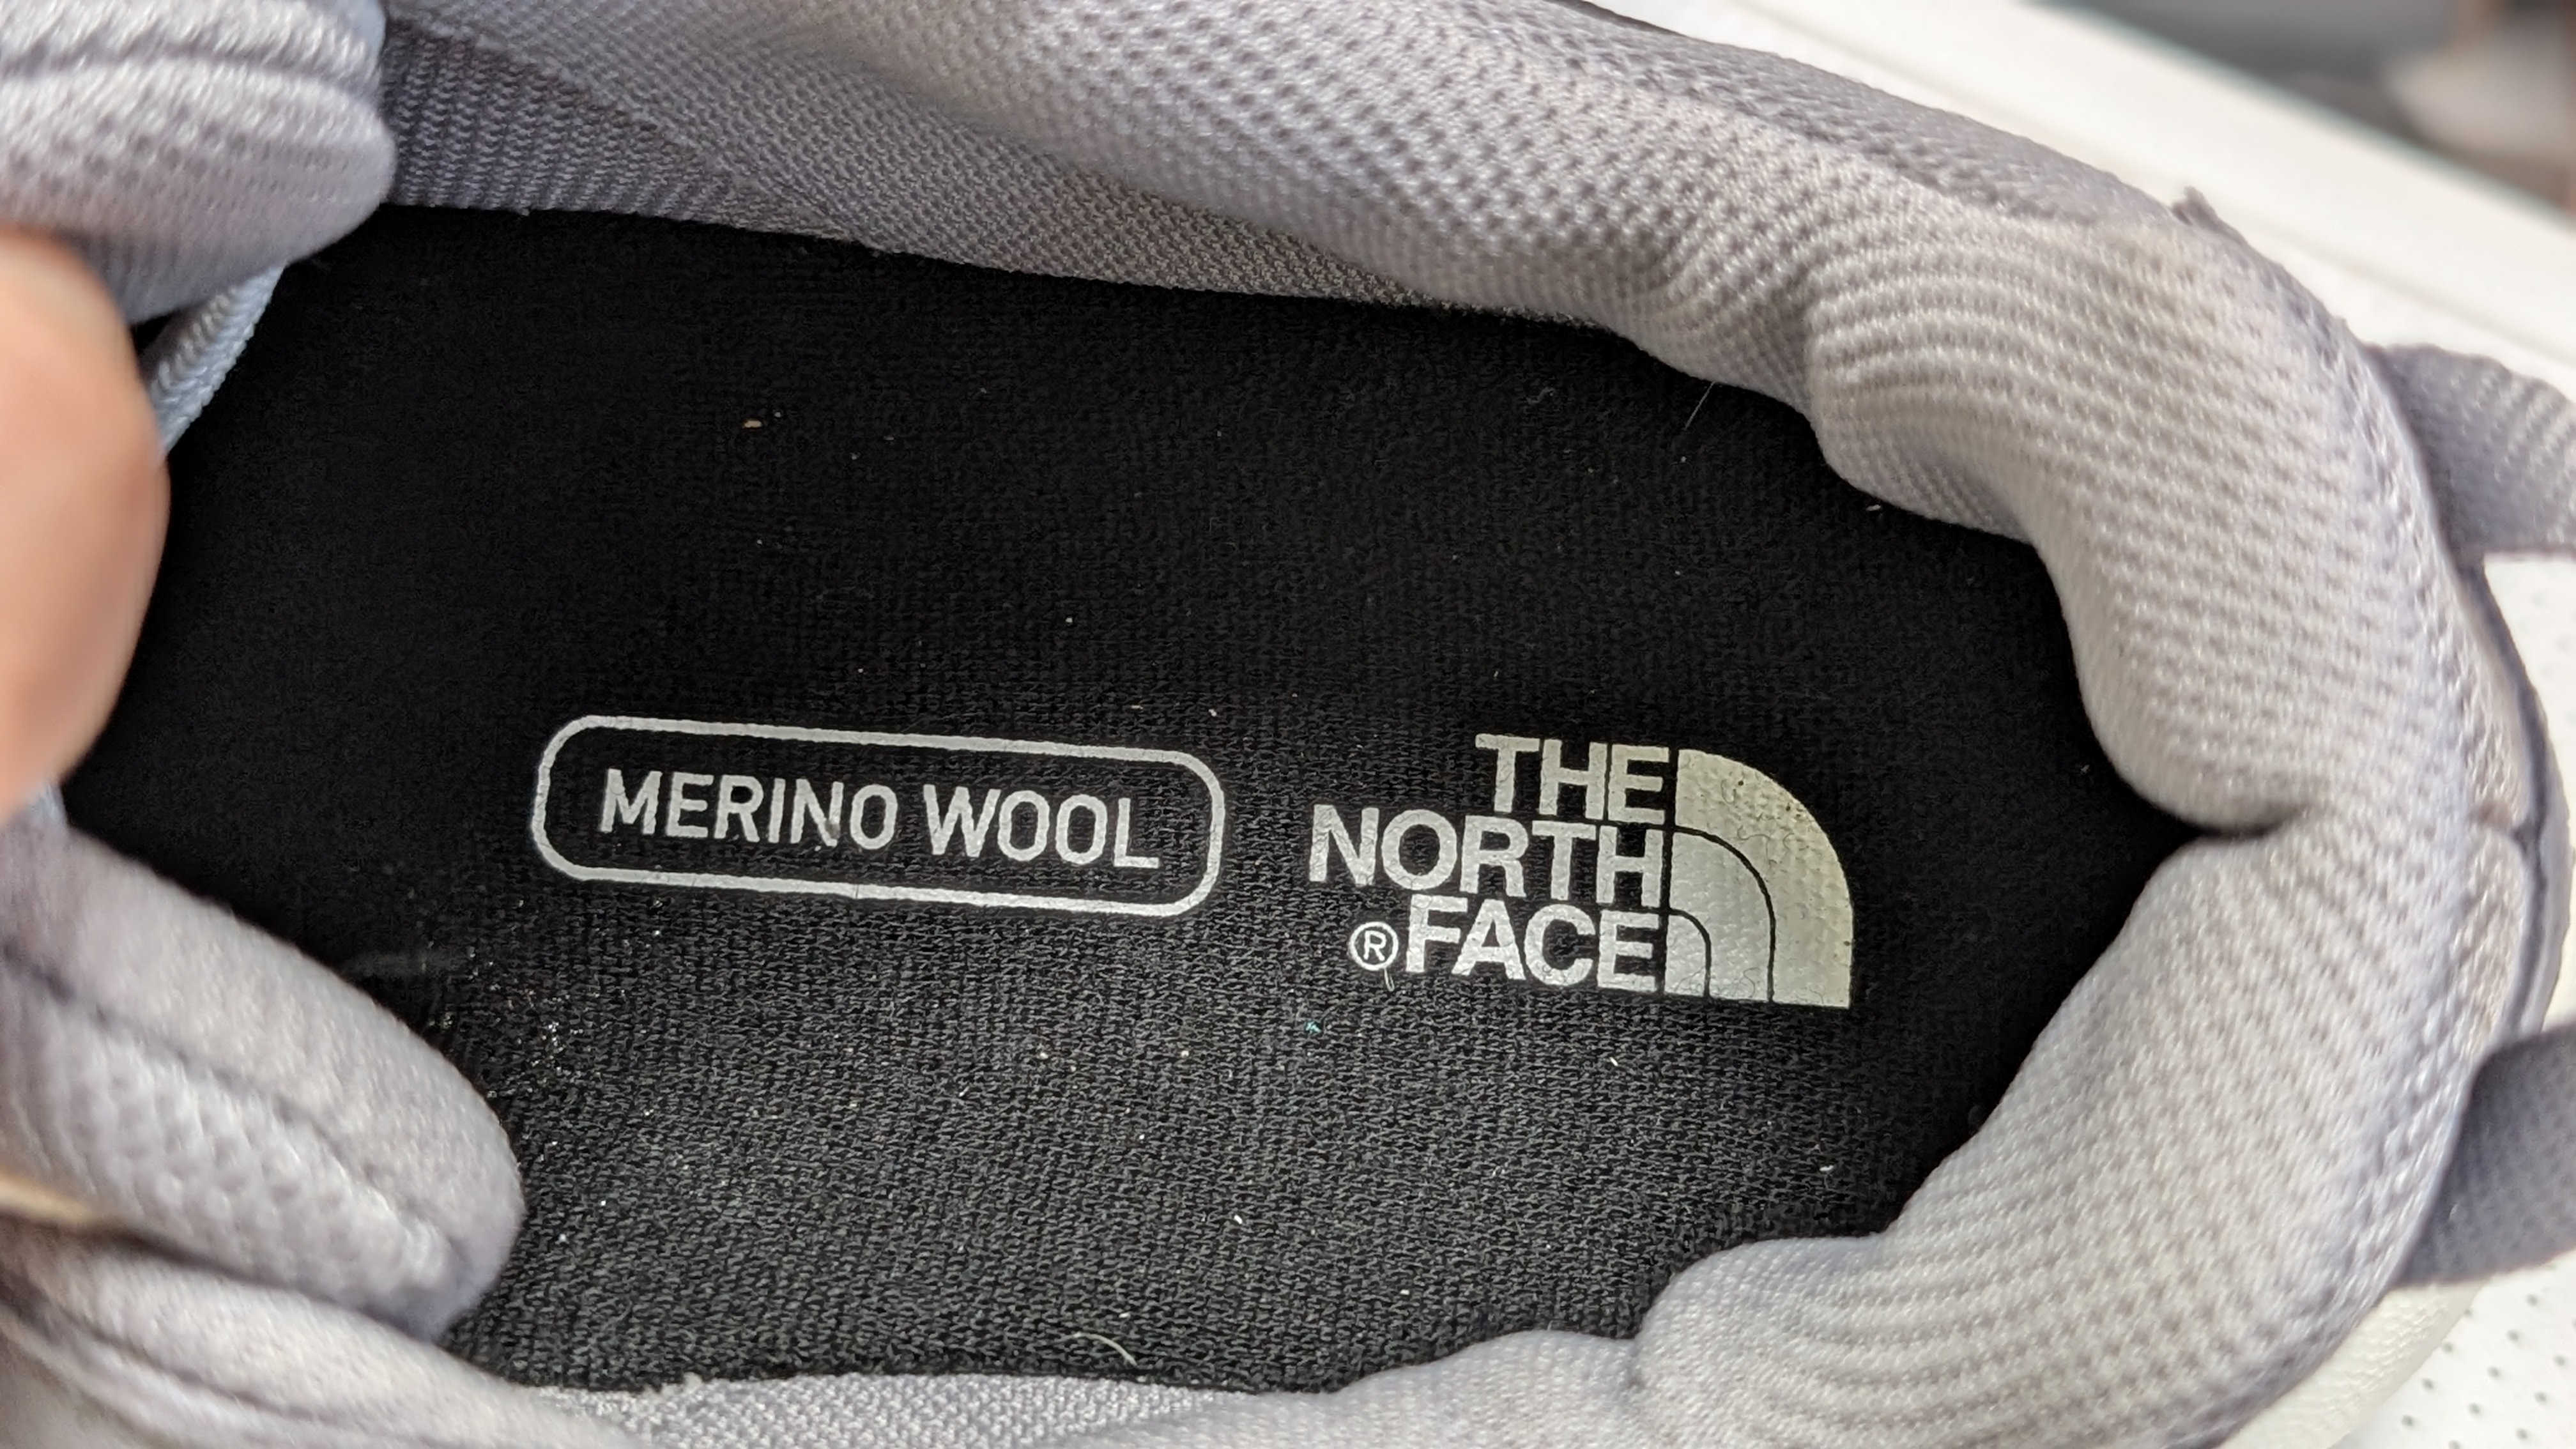 MERINO WOOL
THE
NORTH
®FACE